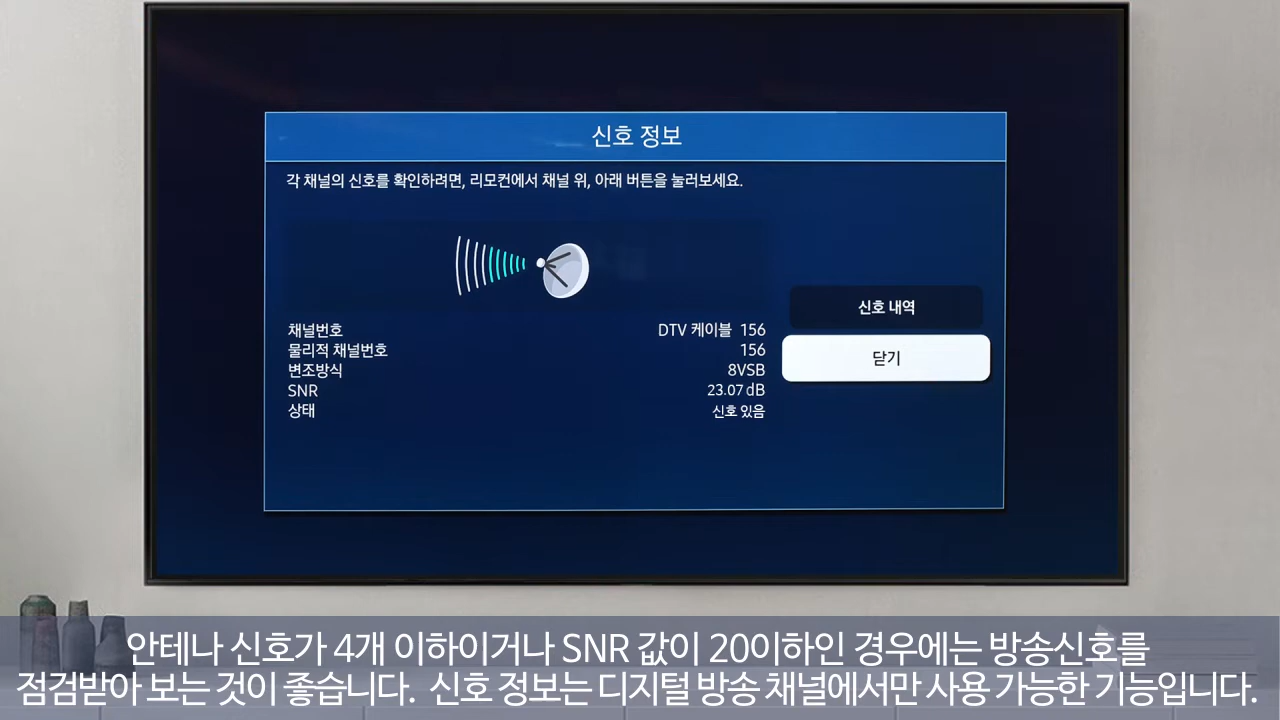 신호 정보
각 채널의 신호를 확인하려면, 리모컨에서 채널 위, 아래 버튼을 눌러보세요.
신호 내역
닫기
채널번호 DTV 케이블 156
물리적 채널번호 156
변조방식 8VSB
SNR 23.07 dB
상태 신호 있음
안테나 신호가 4개 이하이거나 SNR 값이 20이하인 경우에는 방송신호를
점검받아 보는 것이 좋습니다. 신호 정보는 디지털 방송 채널에서만 사용 가능한 기능입니다.